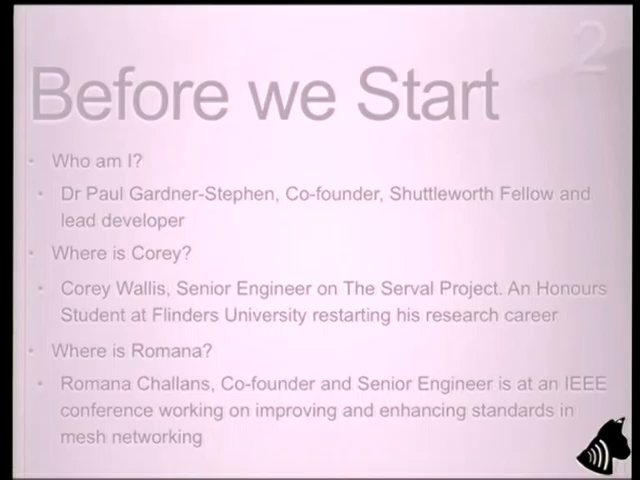 2
Before we Start
• Who am I?
• Dr Paul Gardner-Stephen, Co-founder, Shuttleworth Fellow and
lead developer
• Where is Corey?
• Corey Wallis, Senior Engineer on The Serval Project. An Honours
Student at Flinders University restarting his research career
• Where is Romana?
• Romana Challans, Co-founder and Senior Engineer is at an IEEE
conference working on improving and enhancing standards in
mesh networking